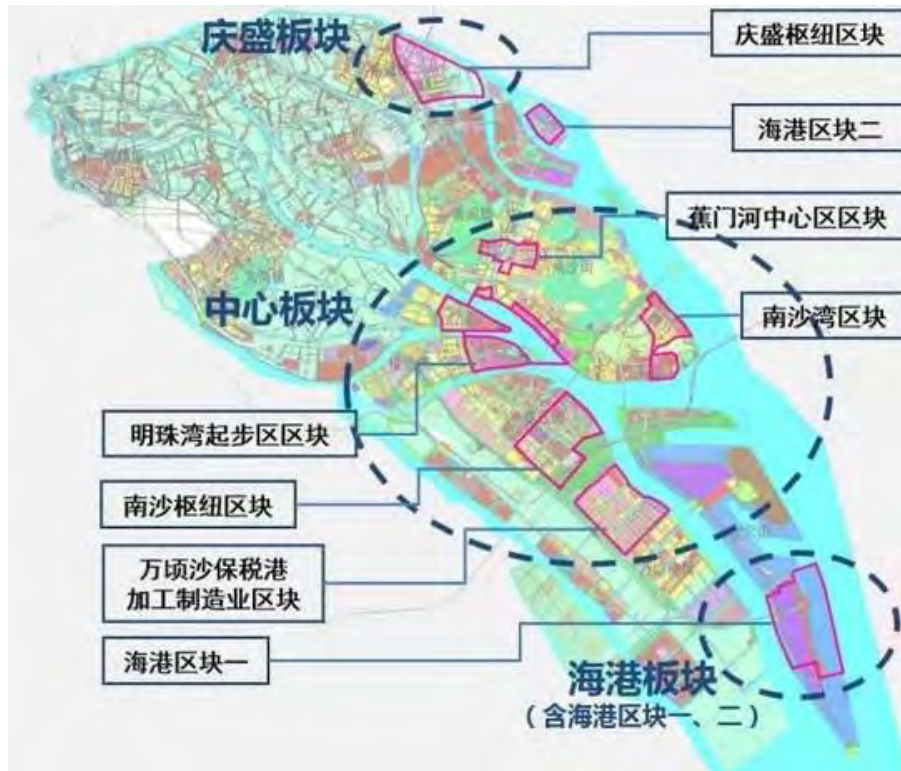 庆盛板块
庆盛枢纽区块
海港区块二
蕉门河中心区区块
中心板块
南沙湾区块
明珠湾起步区区块
南沙枢纽区块
万顷沙保税港
加工制造业区块
海港区块一
海港板块
（含海港区块一、二）